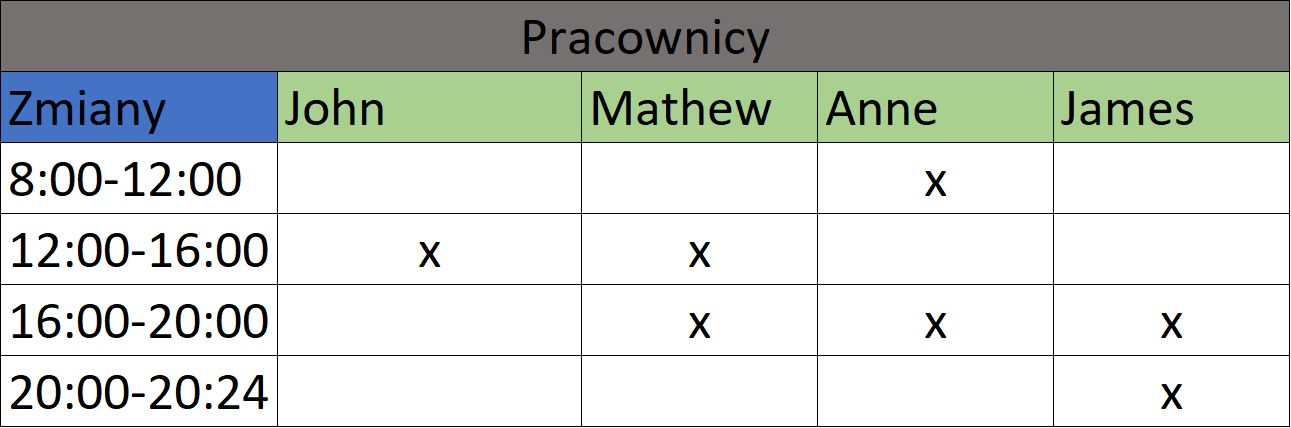 Pracownicy
Zmiany John Mathew Anne James
8:00-12:00 x
12:00-16:00 x x
16:00-20:00 x x x
20:00-20:24 x